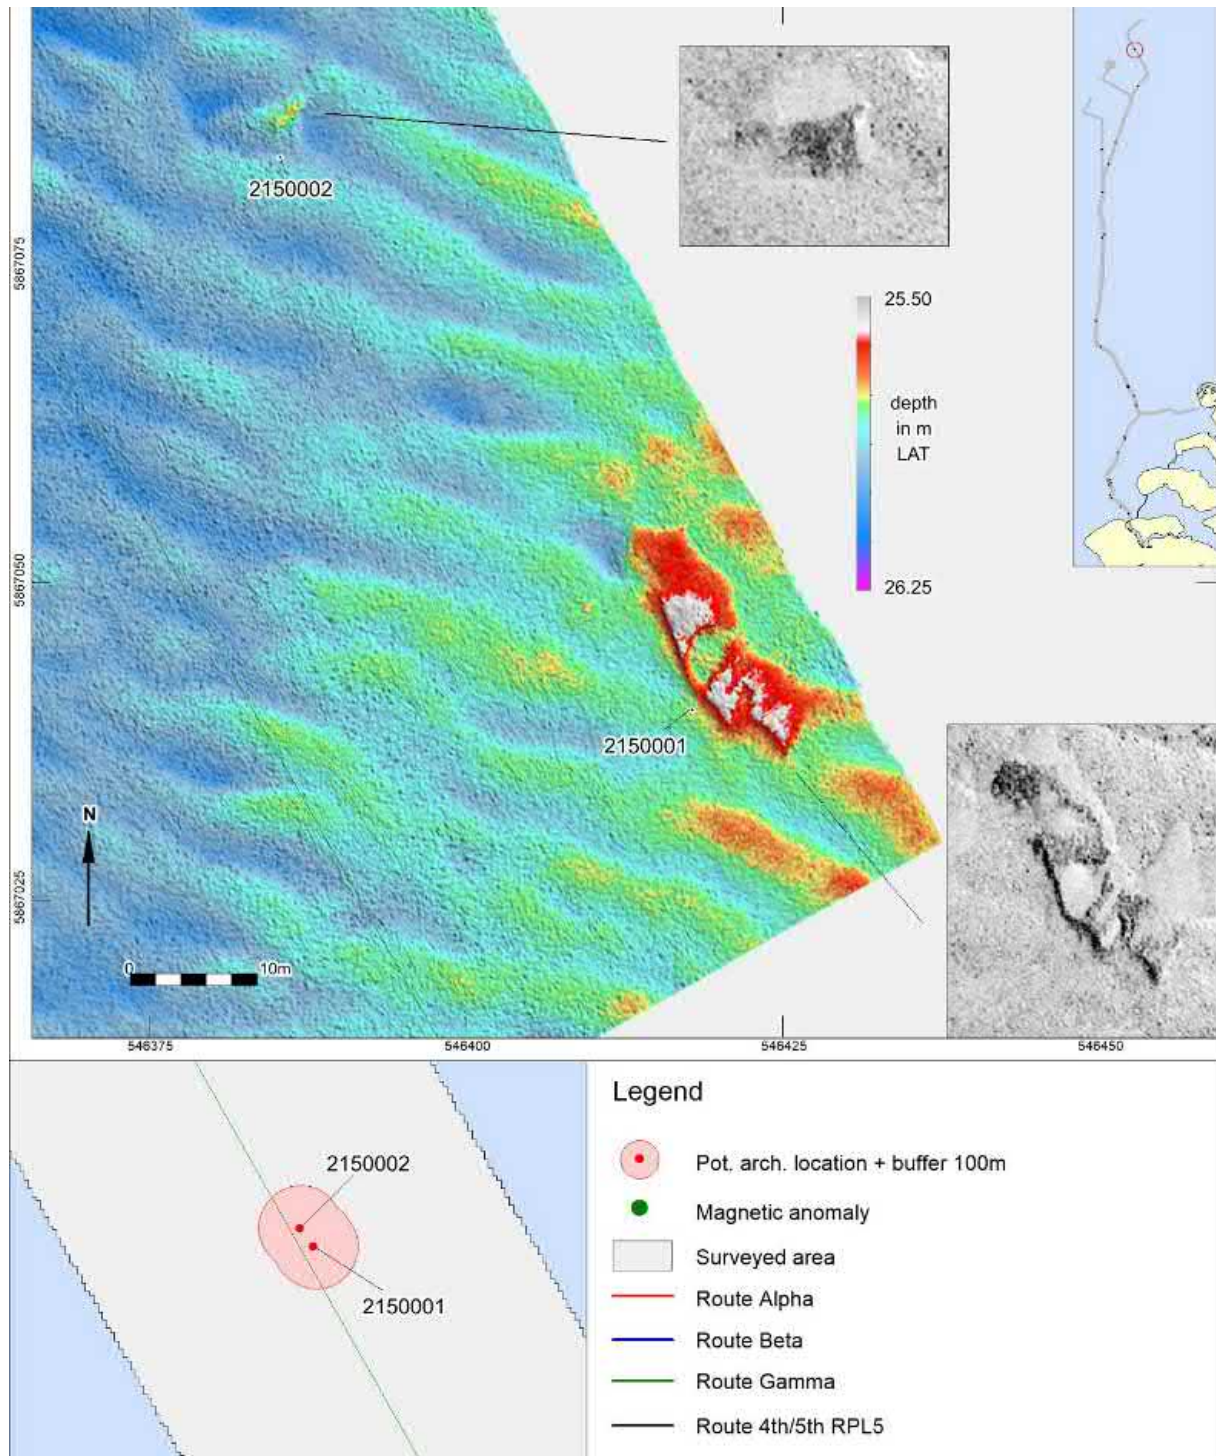 2150002
5867075
25.50
depth
in m
LAT
26.25
5867050
2150001
N
5867025
0
10m
546375
546400
546425
546450
2150002
2150001
Legend
Pot. arch. location + buffer 100m
Magnetic anomaly
Surveyed area
Route Alpha
Route Beta
Route Gamma
Route 4th/5th RPL5